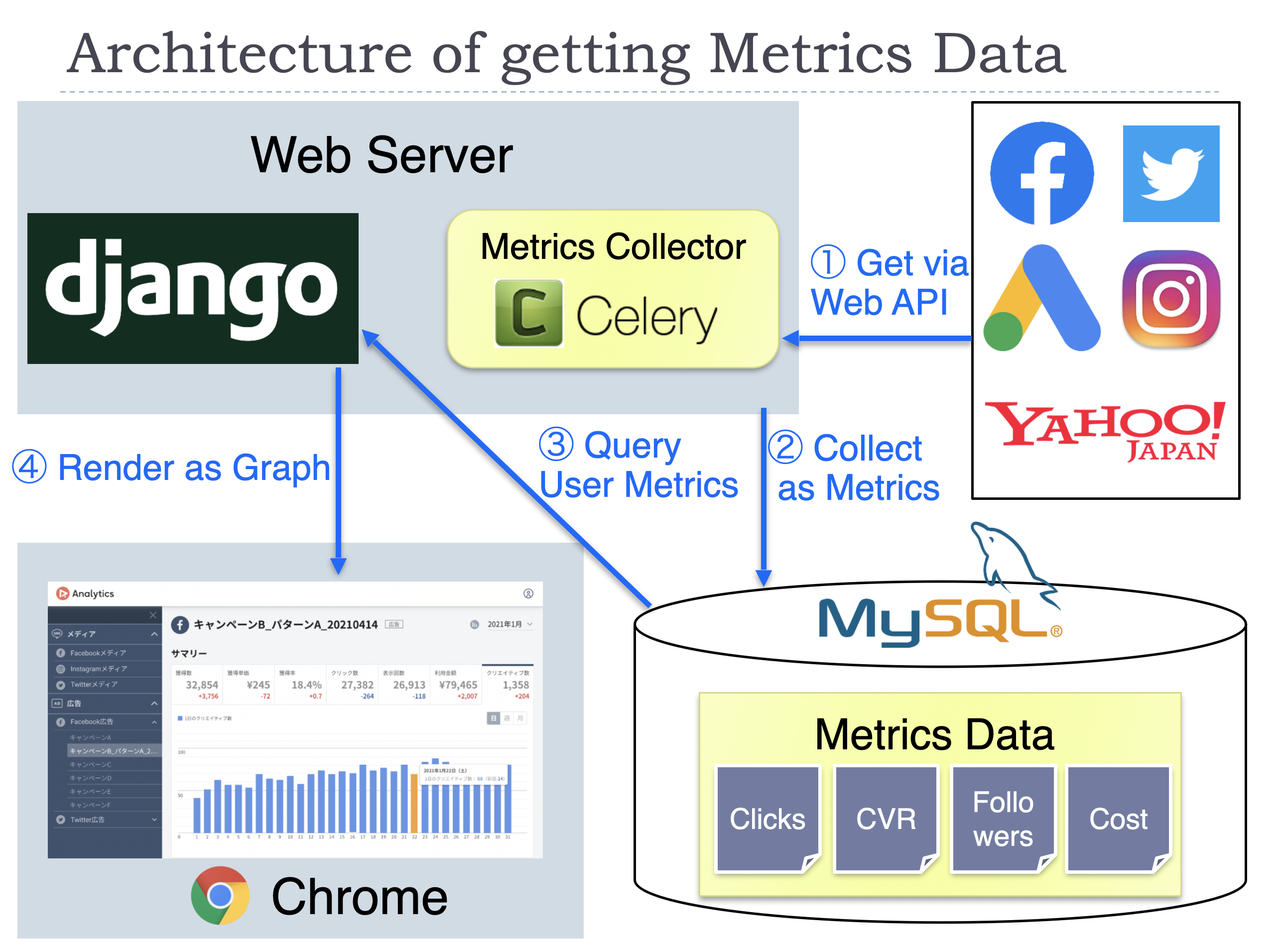 Architecture of getting Metrics Data
Web Server
django
Metrics Collector
C Celery
① Get via
Web API
YAHOO!
JAPAN
③ Query
User Metrics
② Collect
as Metrics
④ Render as Graph
Analytics
メディア
Facebookメディア
Instagramメディア
Twitterメディア
広告
Facebook広告
キャンペーンA
キャンペーンB_パターンA_2...
キャンペーンC
キャンペーンD
キャンペーンE
キャンペーンF
Twitter広告
キャンペーンB_パターンA_20210414 広告
2021年1月
サマリー
獲得数 獲得単価 獲得率 クリック数 表示回数 利用金額 クリエイティブ数
32,854 ¥245 18.4% 27,382 26,913 ¥79,465 1,358
+3,756 -72 +0.7 -264 -118 +2,007 +204
1日のクリエイティブ数
日 週 月
2021年1月22日（土）
100
50
0
1 2 3 4 5 6 7 8 9 10 11 12 13 14 15 16 17 18 19 20 21 22 23 24 25 26 27 28 29 30 31
Chrome
MySQL®
Metrics Data
Clicks
CVR
Follo
wers
Cost